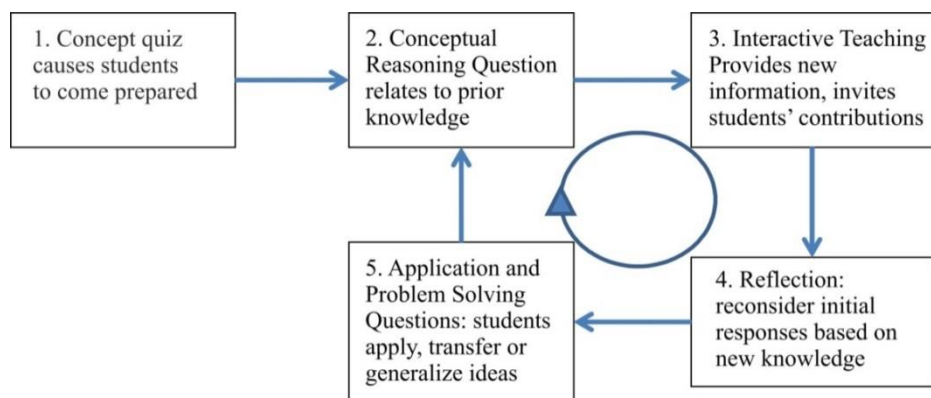 1. Concept quiz
causes students
to come prepared
2. Conceptual
Reasoning Question
relates to prior
knowledge
3. Interactive Teaching
Provides new
information, invites
students’ contributions
4. Reflection:
reconsider initial
responses based on
new knowledge
5. Application and
Problem Solving
Questions: students
apply, transfer or
generalize ideas